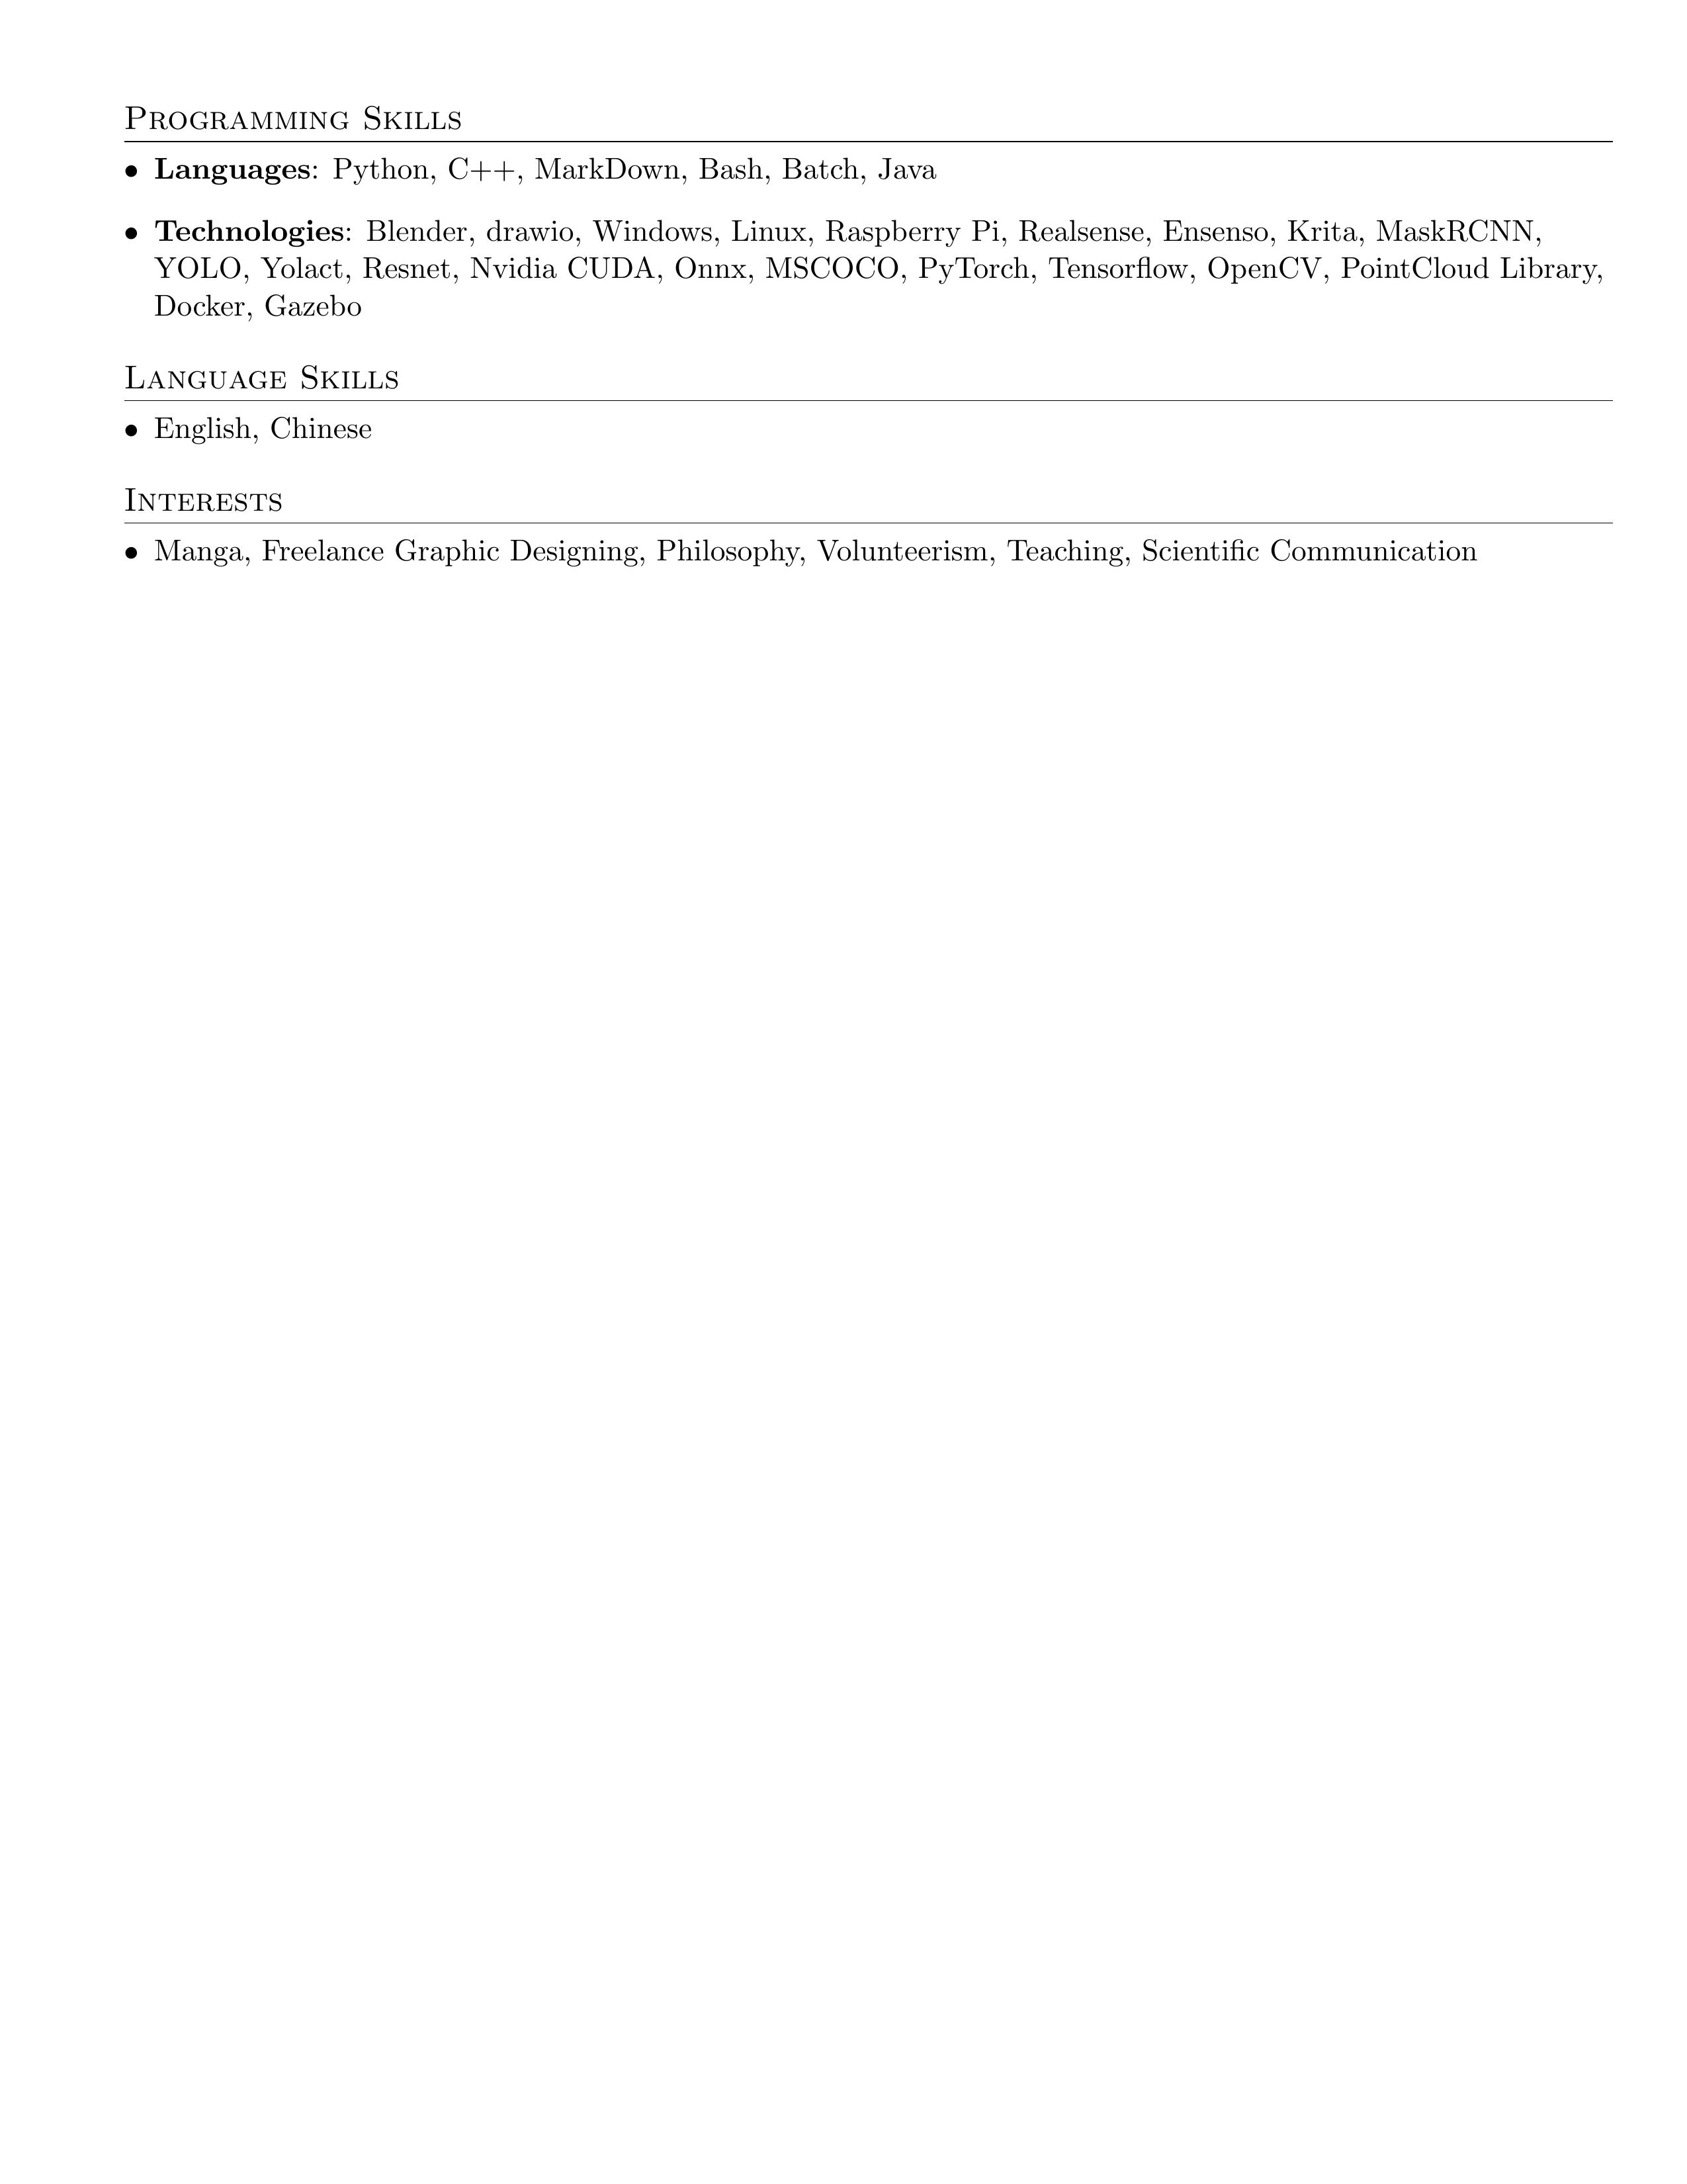 Programming Skills
• Languages: Python, C++, MarkDown, Bash, Batch, Java
• Technologies: Blender, drawio, Windows, Linux, Raspberry Pi, Realsense, Ensenso, Krita, MaskRCNN,
YOLO, Yolact, Resnet, Nvidia CUDA, Onnx, MSCOCO, PyTorch, Tensorflow, OpenCV, PointCloud Library,
Docker, Gazebo
Language Skills
• English, Chinese
Interests
• Manga, Freelance Graphic Designing, Philosophy, Volunteerism, Teaching, Scientific Communication